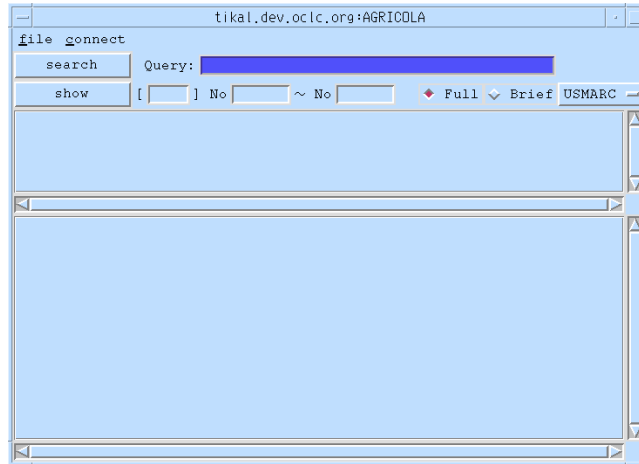 tikal.dev.oclc.org:AGRICOLA
file connect
search Query:
show [ ] No ~ No Full Brief USMARC